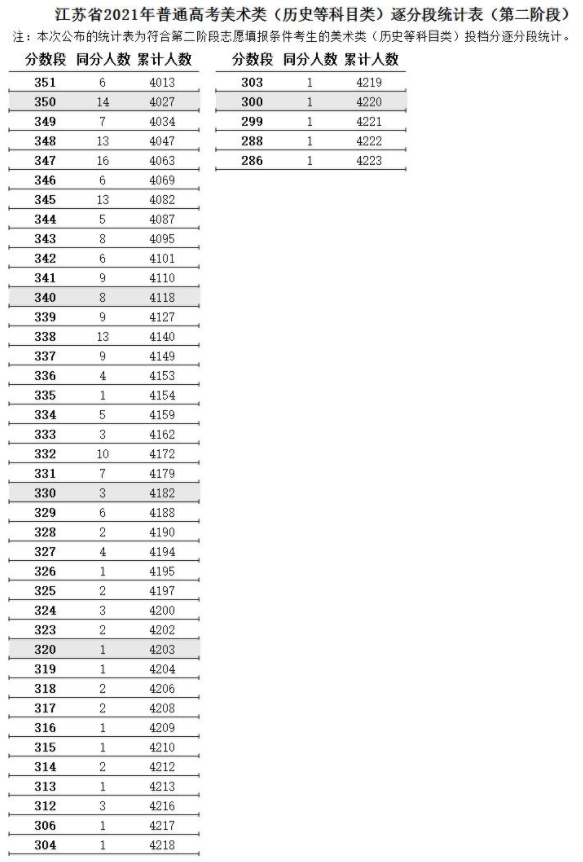 江苏省2021年普通高考美术类（历史等科目类）逐分段统计表（第二阶段）
注：本次公布的统计表为符合第二阶段志愿填报条件考生的美术类（历史等科目类）投档分逐分段统计。
分数段 同分人数 累计人数
351 6 4013
350 14 4027
349 7 4034
348 13 4047
347 16 4063
346 6 4069
345 13 4082
344 5 4087
343 8 4095
342 6 4101
341 9 4110
340 8 4118
339 9 4127
338 13 4140
337 9 4149
336 4 4153
335 1 4154
334 5 4159
333 3 4162
332 10 4172
331 7 4179
330 3 4182
329 6 4188
328 2 4190
327 4 4194
326 1 4195
325 2 4197
324 3 4200
323 2 4202
320 1 4203
319 1 4204
318 2 4206
317 2 4208
316 1 4209
315 1 4210
314 2 4212
313 1 4213
312 3 4216
306 1 4217
304 1 4218
分数段 同分人数 累计人数
303 1 4219
300 1 4220
299 1 4221
288 1 4222
286 1 4223